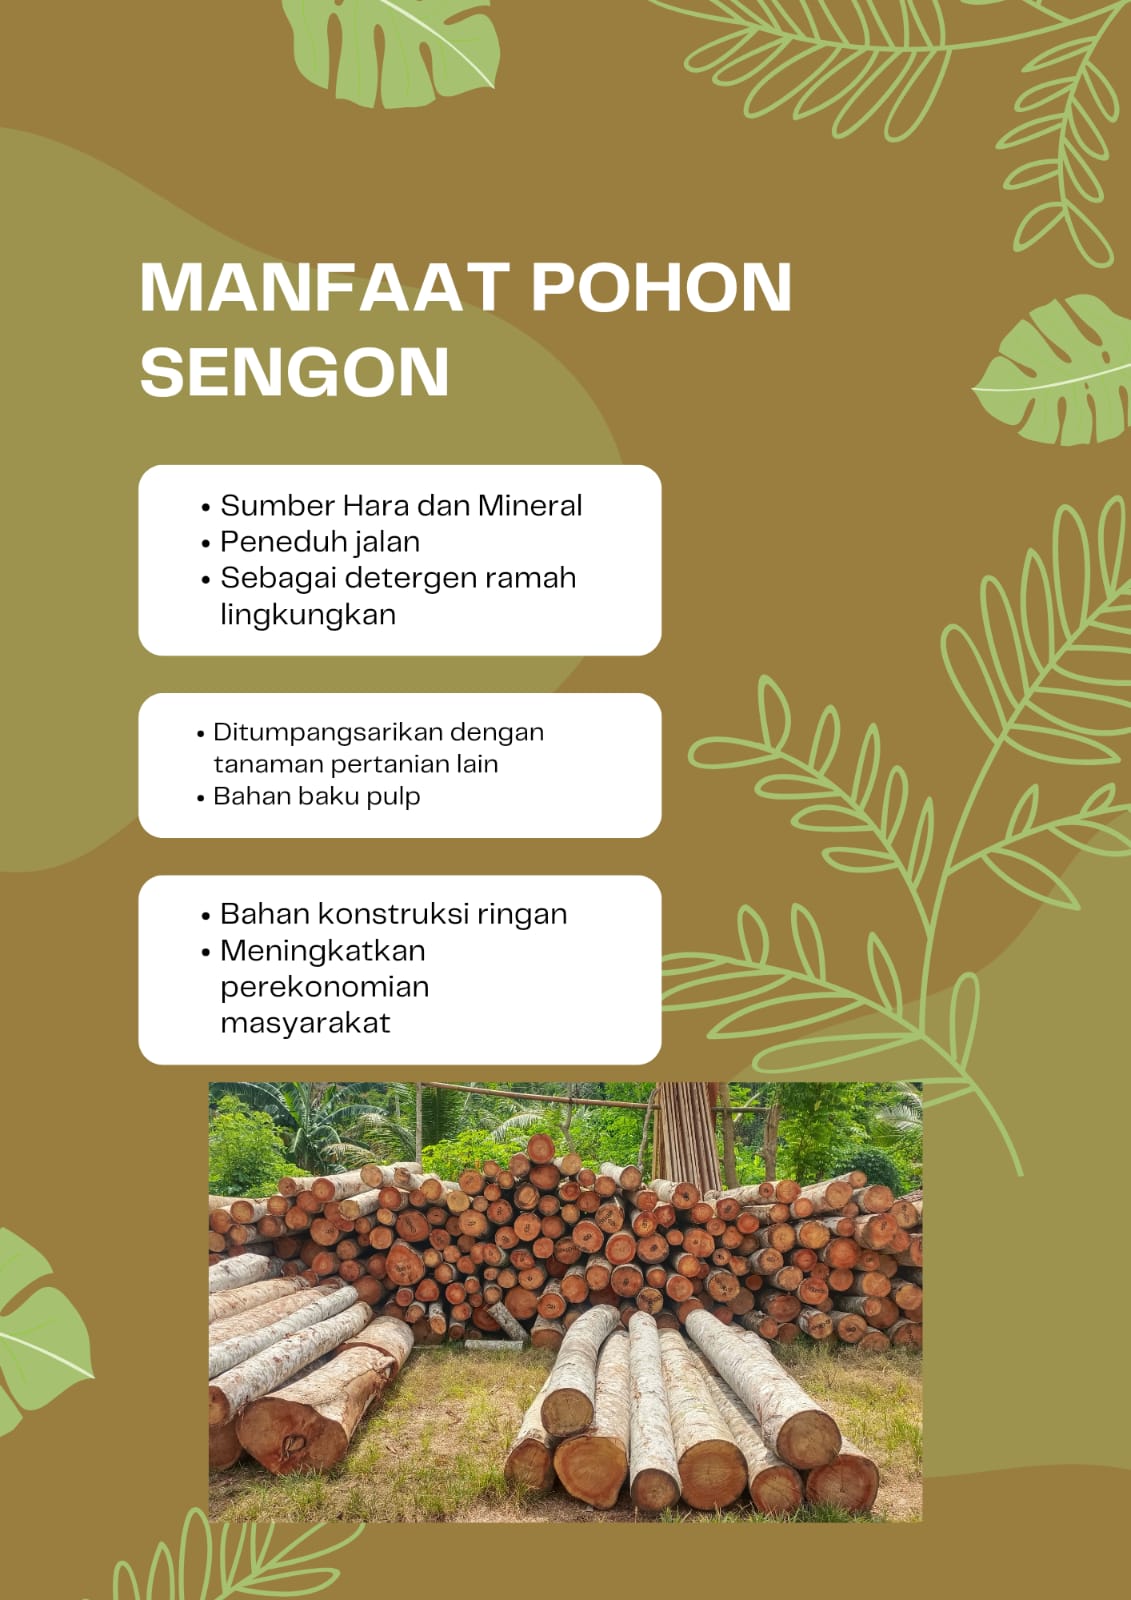 MANFAAT POHON
SENGON
• Sumber Hara dan Mineral
• Peneduh jalan
• Sebagai detergen ramah
lingkungkan
• Ditumpangsarikan dengan
tanaman pertanian lain
• Bahan baku pulp
• Bahan konstruksi ringan
• Meningkatkan
perekonomian
masyarakat